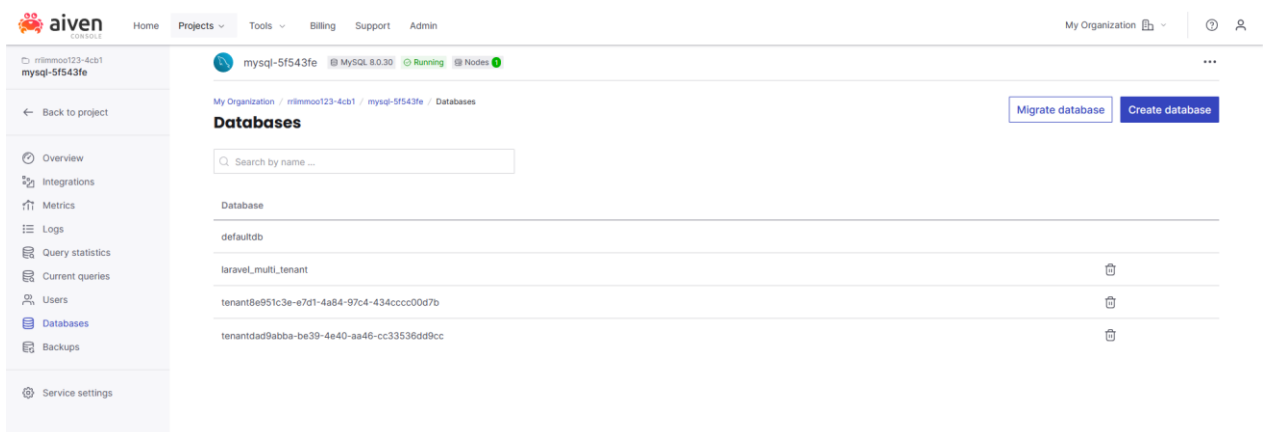 aiven
CONSOLE
Home Projects Tools Billing Support Admin My Organization
rrlimmoo123-4cb1
mysql-5f543fe
Back to project
Overview
Integrations
Metrics
Logs
Query statistics
Current queries
Users
Databases
Backups
Service settings
mysql-5f543fe MySQL 8.0.30 Running Nodes 1
My Organization / rrlimmoo123-4cb1 / mysql-5f543fe / Databases
Databases
Migrate database Create database
Search by name ...
Database
defaultdb
laravel_multi_tenant
tenant8e951c3e-e7d1-4a84-97c4-434cccc00d7b
tenantdad9abba-be39-4e40-aa46-cc33536dd9cc